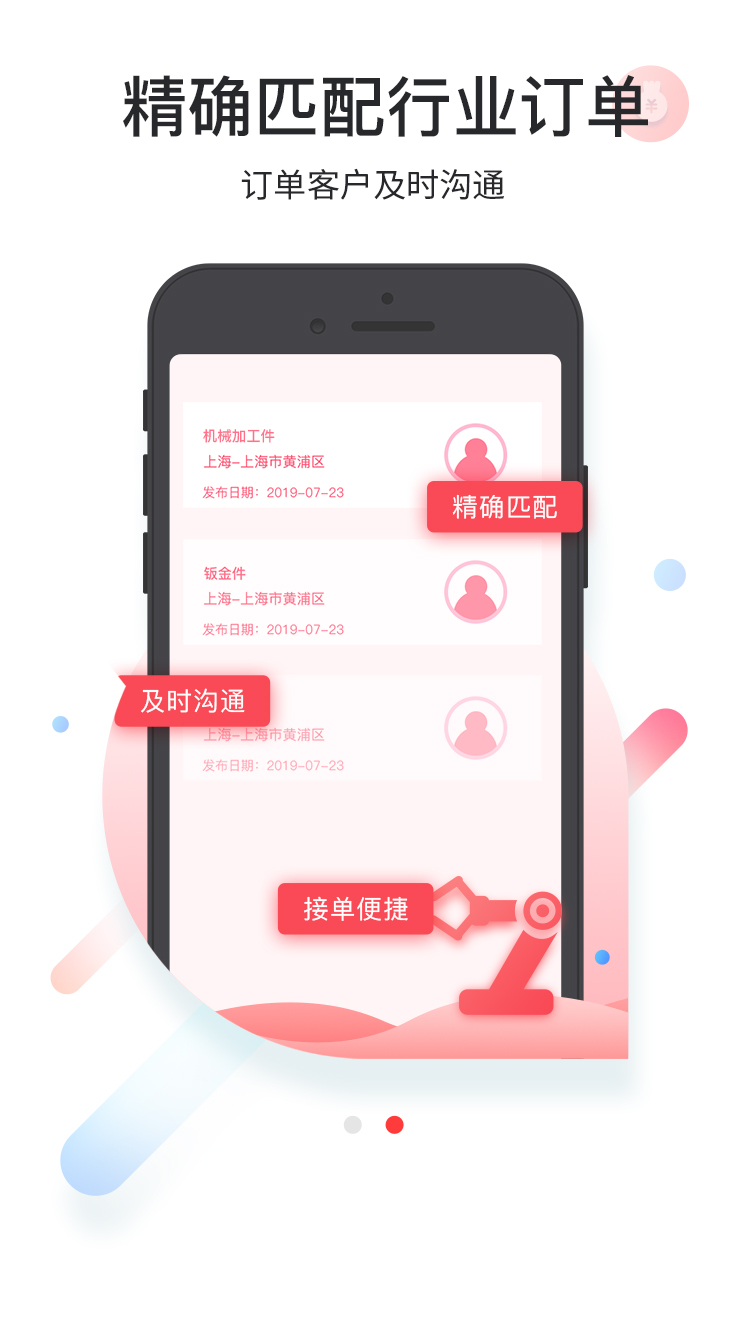 精确匹配行业订单
订单客户及时沟通
机械加工件
上海-上海市黄浦区
发布日期：2019-07-23
精确匹配
钣金件
上海-上海市黄浦区
发布日期：2019-07-23
及时沟通
上海-上海市黄浦区
发布日期：2019-07-23
接单便捷